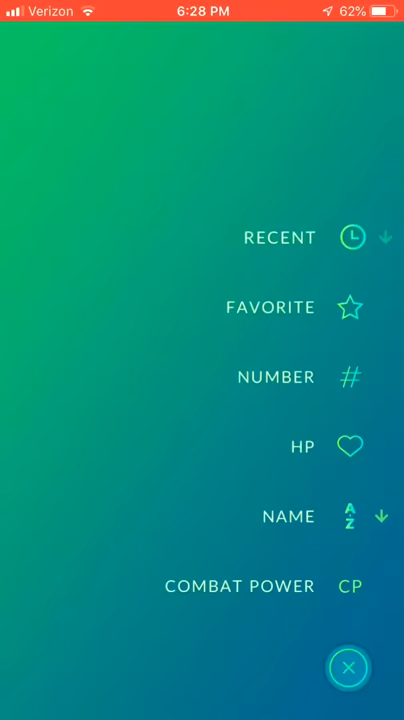 Verizon 6:28 PM 62%
RECENT
FAVORITE
NUMBER #
HP
NAME A Z
COMBAT POWER CP